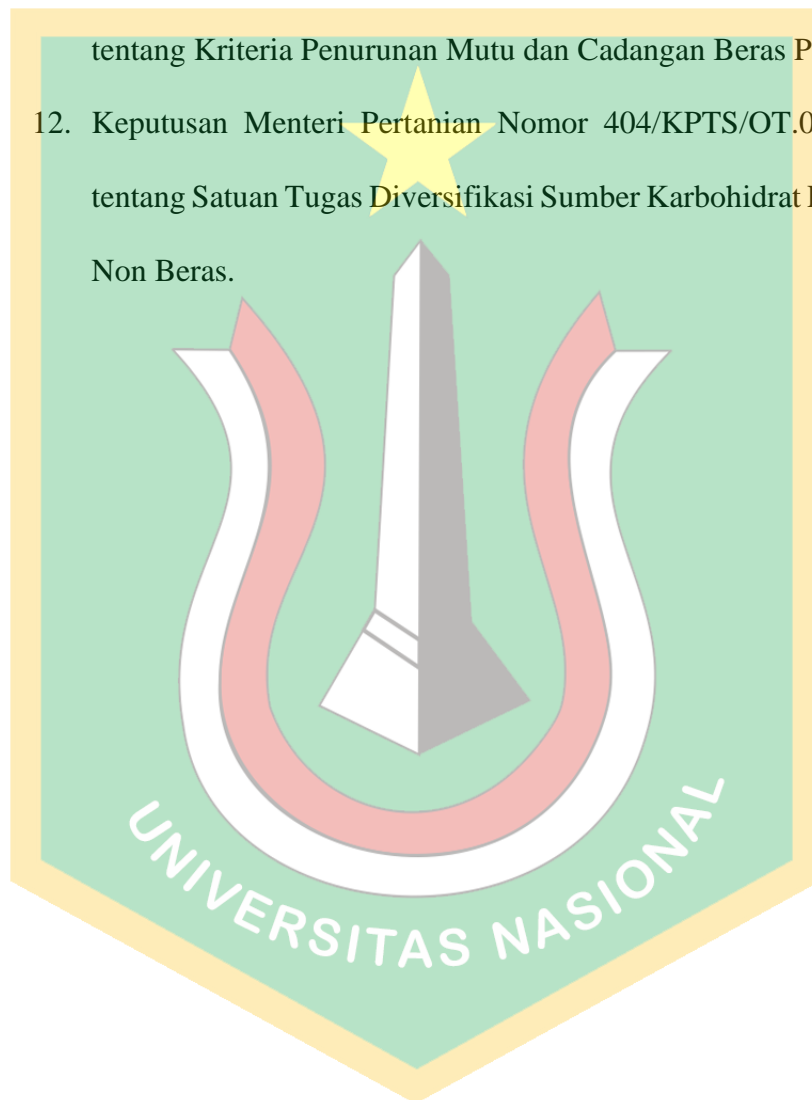 tentang Kriteria Penurunan Mutu dan Cadangan Beras
12. Keputusan Menteri Pertanian Nomor 404/KPTS/OT.0
tentang Satuan Tugas Diversifikasi Sumber Karbohidrat
Non Beras.
UNIVERSITAS NASIONAL